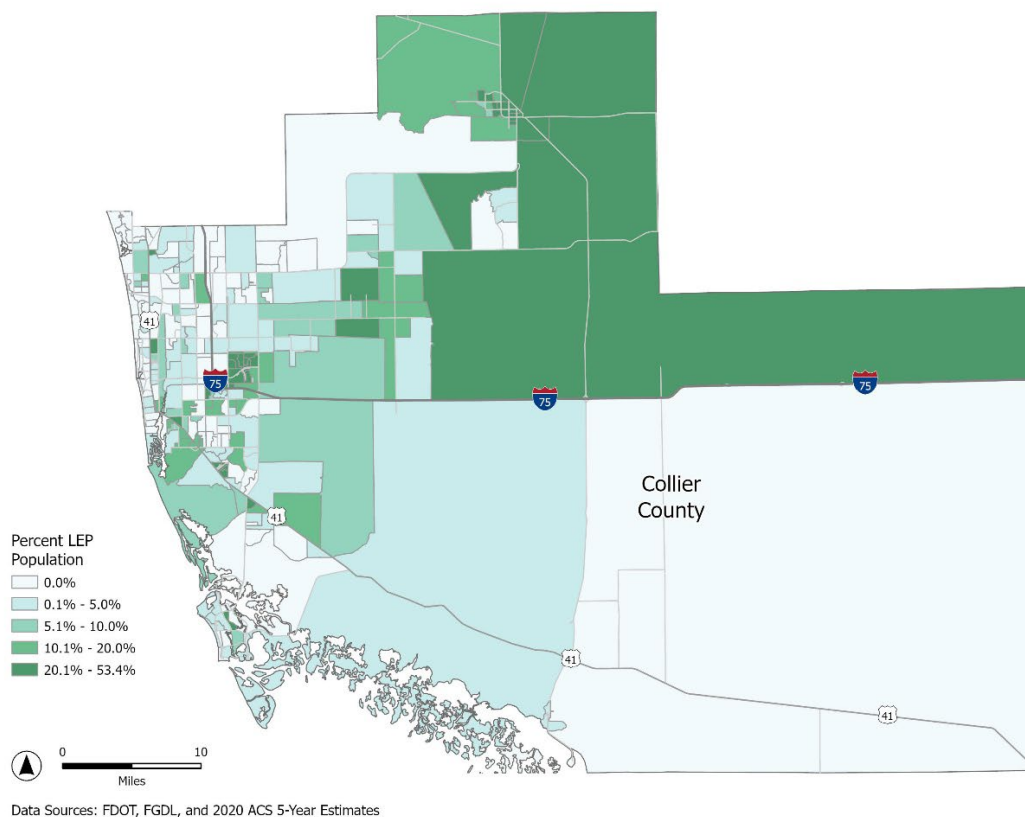 41
75
75
75
Collier
County
41
Percent LEP
Population
0.0%
0.1% - 5.0%
5.1% - 10.0%
10.1% - 20.0%
20.1% - 53.4%
41
41
0 10
Miles
Data Sources: FDOT, FGDL, and 2020 ACS 5-Year Estimates